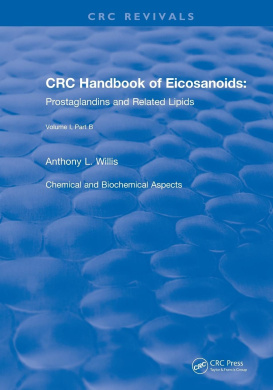 CRC REVIVALS
CRC Handbook of Eicosanoids:
Prostaglandins and Related Lipids
Volume I, Part B
Anthony L. Willis
Chemical and Biochemical Aspects
CRC
CRC Press
Taylor & Francis Group